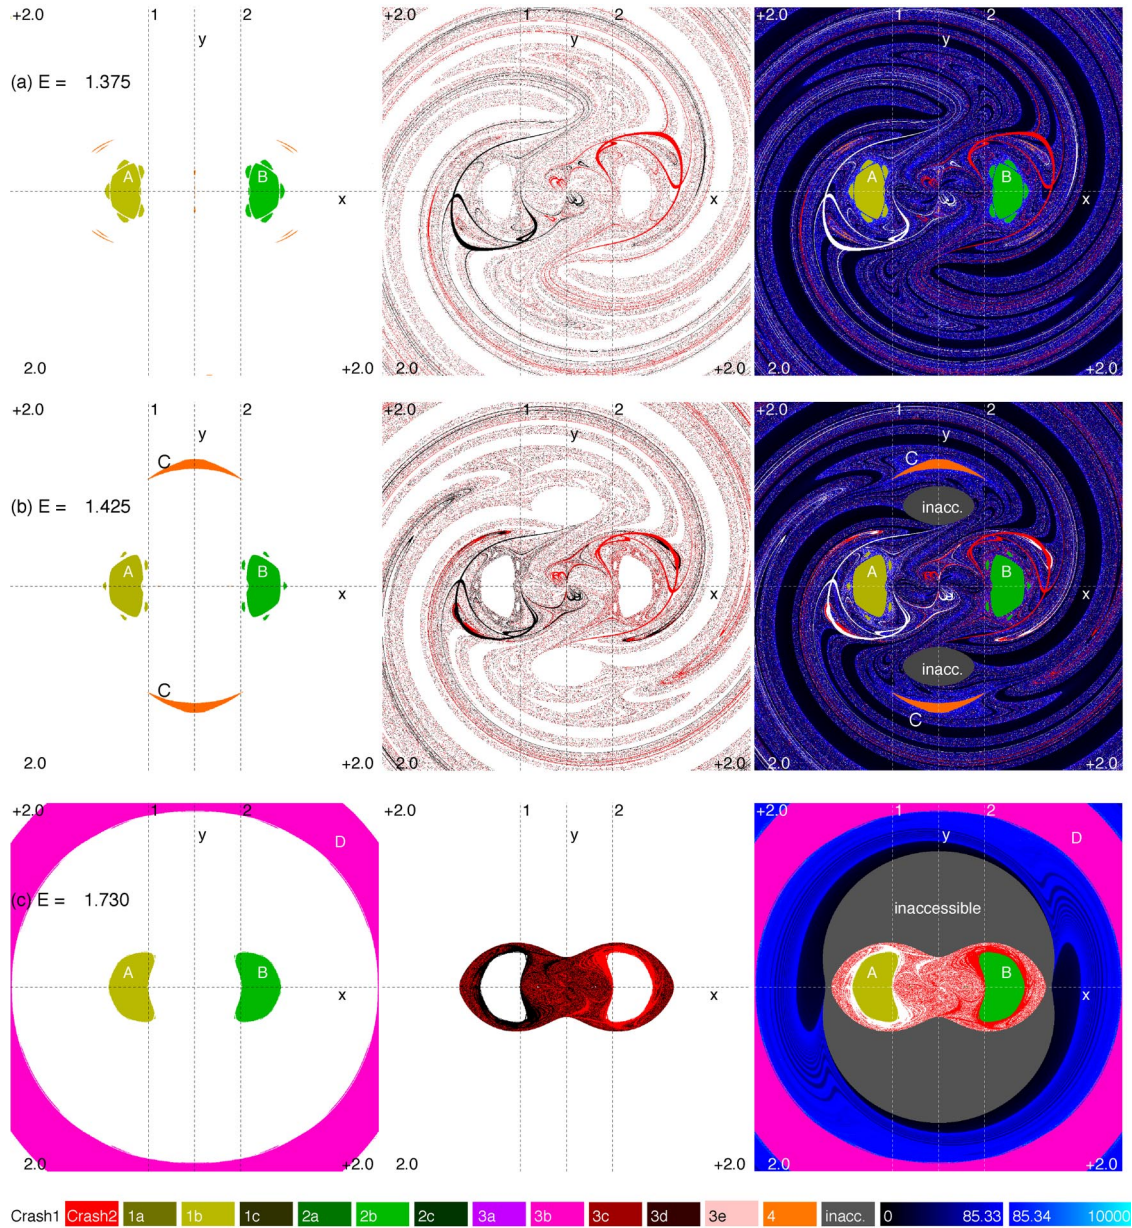 +2.0 1 2 +2.0 1 2 +2.0 1 2
y y y
(a) E = 1.375
A B A B
x x x
2.0 +2.0 2.0 +2.0 2.0 +2.0
+2.0 1 2 +2.0 1 2 +2.0 1 2
y y y
C C
(b) E = 1.425 inacc.
A B A B
x x x
C inacc.
C
2.0 +2.0 2.0 +2.0 2.0 +2.0
+2.0 1 2 +2.0 1 2 +2.0 1 2
y y y
D D
(c) E = 1.730 inaccessible
A B A B
x x x
2.0 +2.0 2.0 +2.0 2.0 +2.0
Crash1 Crash2 1a 1b 1c 2a 2b 2c 3a 3b 3c 3d 3e 4 inacc. 0 85.33 85.34 10000